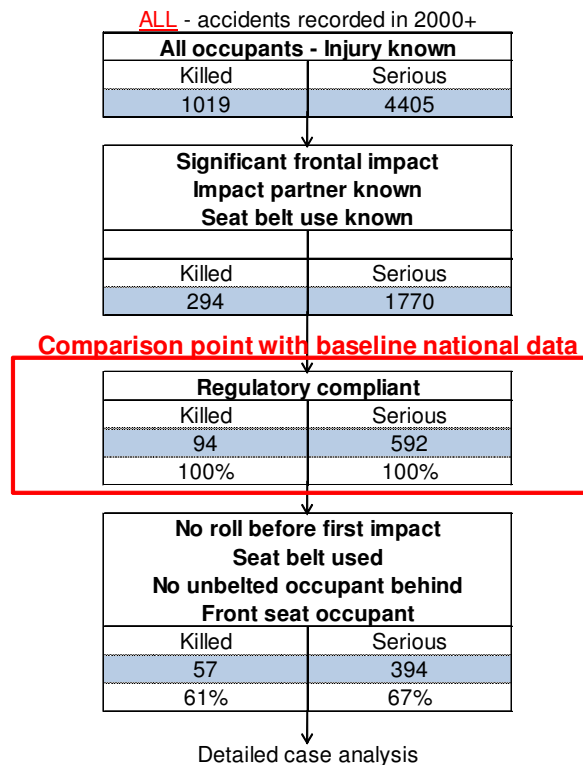 ALL - accidents recorded in 2000+
All occupants - Injury known
Killed Serious
1019 4405
Significant frontal impact
Impact partner known
Seat belt use known
Killed Serious
294 1770
Comparison point with baseline national data
Regulatory compliant
Killed Serious
94 592
100% 100%
No roll before first impact
Seat belt used
No unbelted occupant behind
Front seat occupant
Killed Serious
57 394
61% 67%
Detailed case analysis